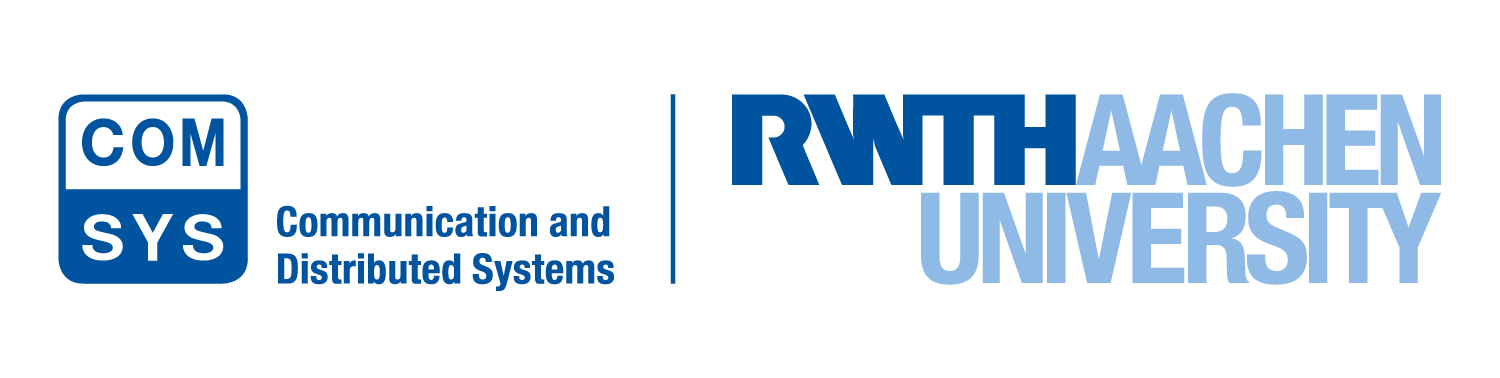 COM
SYS
Communication and
Distributed Systems
RWTHAACHEN
UNIVERSITY